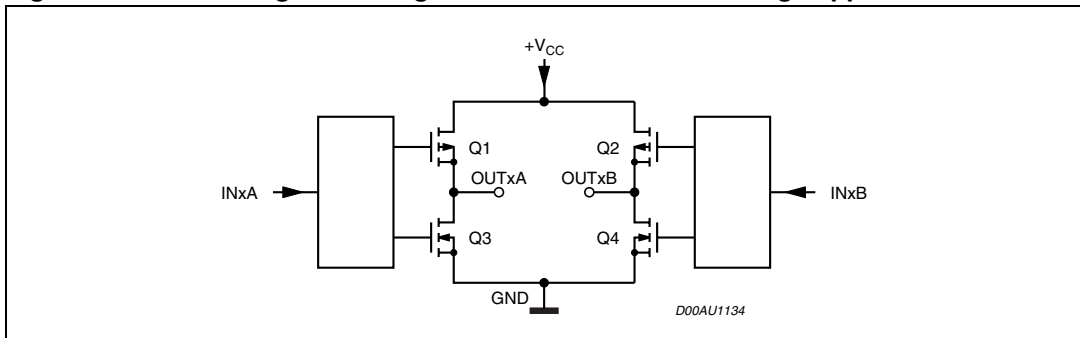 +VCC
Q1
Q2
INxA
OUTxA
OUTxB
INxB
Q3
Q4
GND
D00AU1134